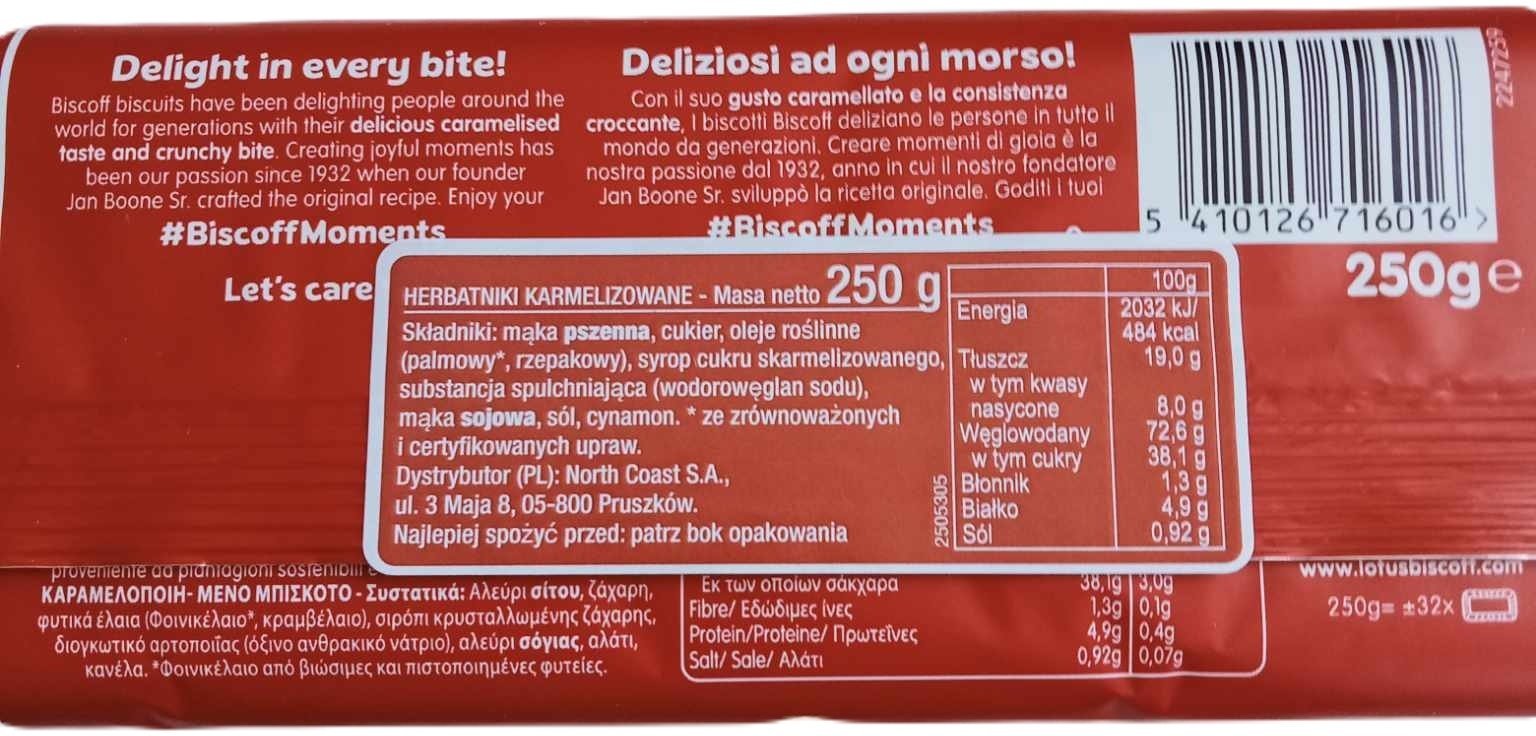 Delight in every bite!
Biscoff biscuits have been delighting people around the
world for generations with their delicious caramelised
taste and crunchy bite. Creating joyful moments has
been our passion since 1932 when our founder
Jan Boone Sr. crafted the original recipe. Enjoy your
#BiscoffMoments
Let's care
Deliziosi ad ogni morso!
Con il suo gusto caramellato e la consistenza
croccante, I biscotti Biscoff deliziano le persone in tutto il
mondo da generazioni. Creare momenti di gioia è la
nostra passione dal 1932, anno in cui il nostro fondatore
Jan Boone Sr. sviluppò la ricetta originale. Goditi i tuoi
#BiscoffMoments
2247259
5 410126 716016 >
250g e
HERBATNIKI KARMELIZOWANE - Masa netto 250 g
Składniki: mąka pszenna, cukier, oleje roślinne
(palmowy*, rzepakowy), syrop cukru skarmelizowanego,
substancja spulchniająca (wodorowęglan sodu),
mąka sojowa, sól, cynamon. * ze zrównoważonych
i certyfikowanych upraw.
Dystrybutor (PL): North Coast S.A.,
ul. 3 Maja 8, 05-800 Pruszków.
Najlepiej spożyć przed: patrz bok opakowania
2505305
100g
Energia 2032 kJ/
484 kcal
Tłuszcz 19,0 g
w tym kwasy
nasycone 8,0 g
Węglowodany 72,6 g
w tym cukry 38,1 g
Błonnik 1,3 g
Białko 4,9 g
Sól 0,92 g
proveniente da piantagioni sostenibili e
ΚΑΡΑΜΕΛΟΠΟΙΗ- ΜΕΝΟ ΜΠΙΣΚΟΤΟ - Συστατικά: Αλεύρι σίτου, ζάχαρη,
φυτικά έλαια (Φοινικέλαιο*, κραμβέλαιο), σιρόπι κρυσταλλωμένης ζάχαρης,
διογκωτικό αρτοποιίας (όξινο ανθρακικό νάτριο), αλεύρι σόγιας, αλάτι,
κανέλα. *Φοινικέλαιο από βιώσιμες και πιστοποιημένες φυτείες.
Εκ των οποίων σάκχαρα 38,1g 3,0g
Fibre/ Εδώδιμες ίνες 1,3g 0,1g
Protein/Proteine/ Πρωτεΐνες 4,9g 0,4g
Salt/ Sale/ Αλάτι 0,92g 0,07g
www.lotusbiscoff.com
250g= ±32x